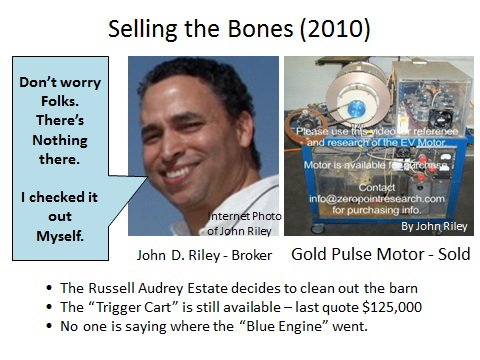 Selling the Bones (2010)
Don't worry
Folks.
There's
Nothing
there.
I checked it
out
Myself.
Internet Photo
of John Riley
Please use this video for reference
and research of the EV Motor.
Motor is available for purchase.
Contact
info@zeropointresearch.com
for purchasing info.
By John Riley
John D. Riley - Broker
Gold Pulse Motor - Sold
• The Russell Audrey Estate decides to clean out the barn
• The “Trigger Cart” is still available – last quote $125,000
• No one is saying where the “Blue Engine” went.